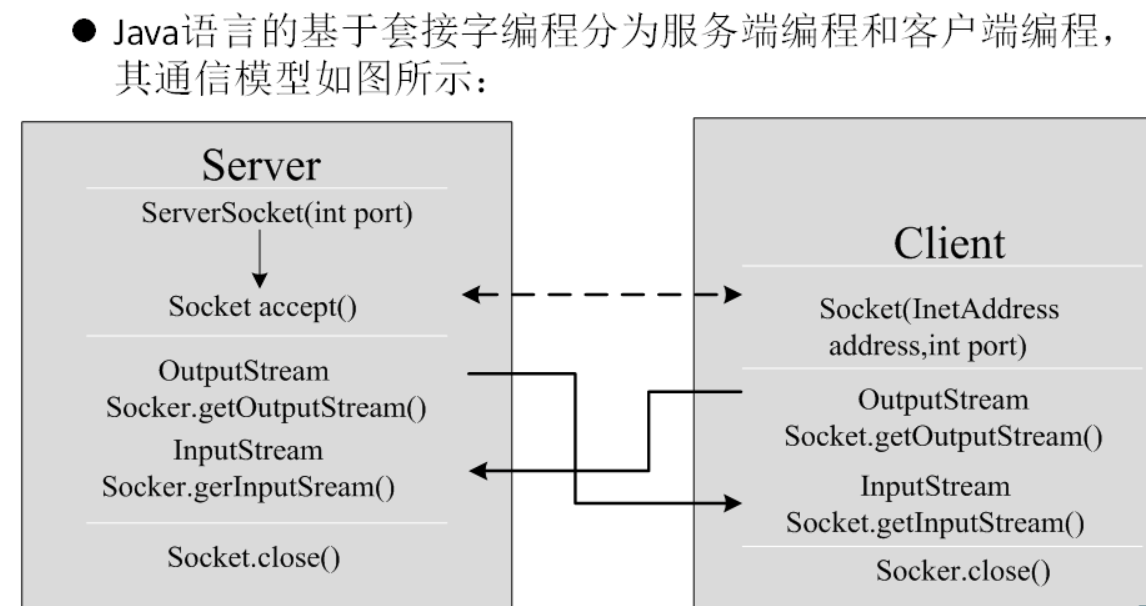 ● Java语言的基于套接字编程分为服务端编程和客户端编程，
其通信模型如图所示：
Server
ServerSocket(int port)
Socket accept()
OutputStream
Socker.getOutputStream()
InputStream
Socker.gerInputSream()
Socket.close()
Client
Socket(InetAddress
address,int port)
OutputStream
Socket.getOutputStream()
InputStream
Socket.getInputStream()
Socker.close()